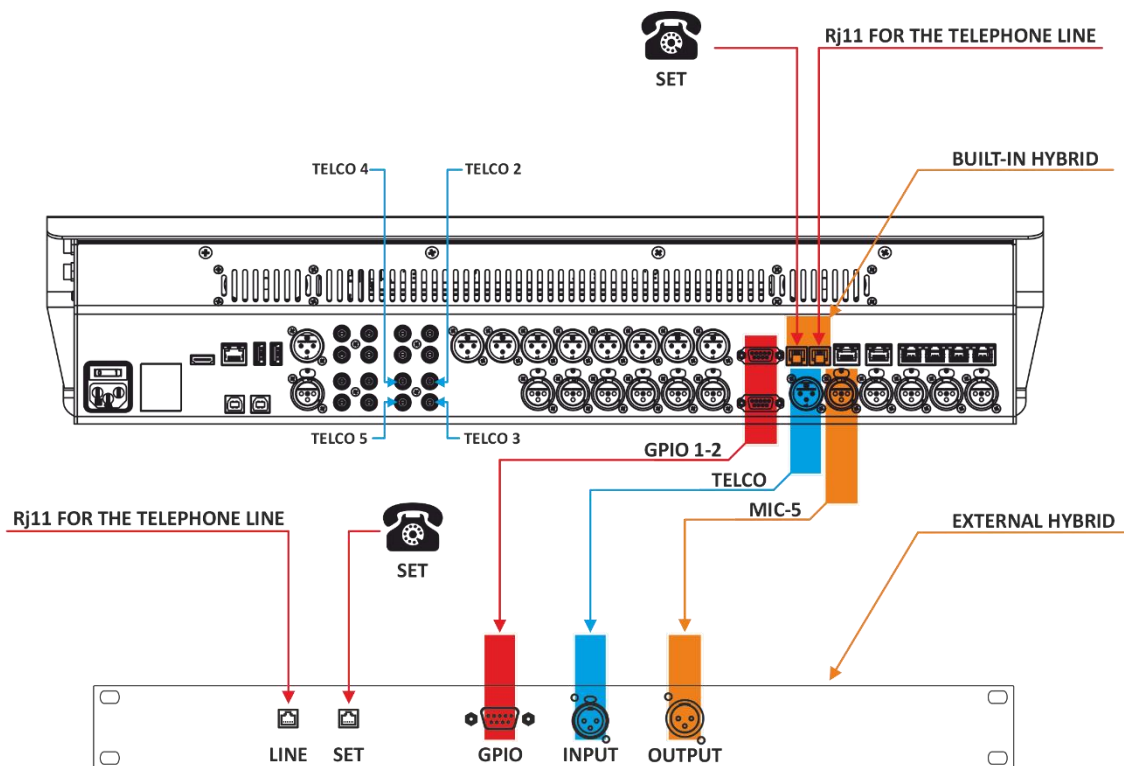 Rj11 FOR THE TELEPHONE LINE
SET
BUILT-IN HYBRID
TELCO 4
TELCO 2
TELCO 5
TELCO 3
GPIO 1-2
TELCO
MIC-5
Rj11 FOR THE TELEPHONE LINE
SET
EXTERNAL HYBRID
LINE
SET
GPIO
INPUT
OUTPUT